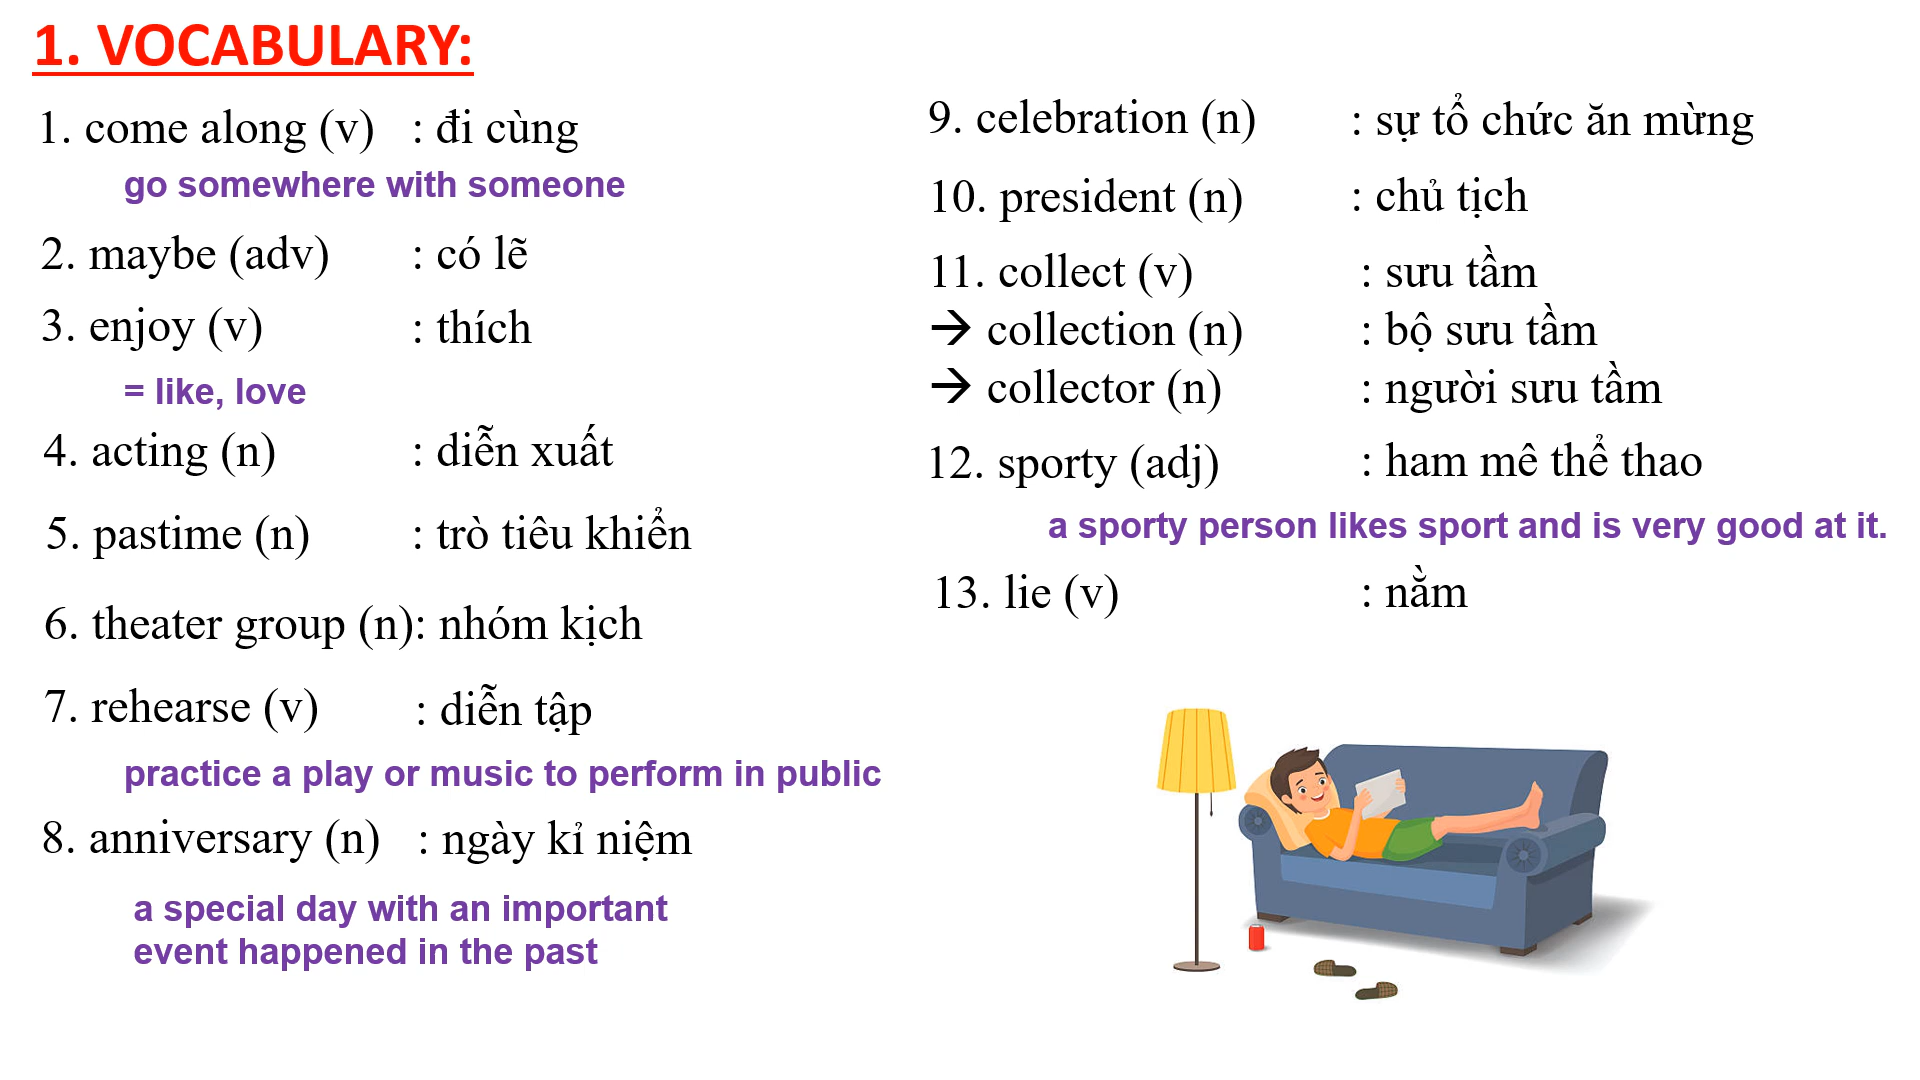 1. VOCABULARY:
1. come along (v) : đi cùng
go somewhere with someone
2. maybe (adv) : có lẽ
3. enjoy (v) : thích
= like, love
4. acting (n) : diễn xuất
5. pastime (n) : trò tiêu khiển
6. theater group (n): nhóm kịch
7. rehearse (v) : diễn tập
practice a play or music to perform in public
8. anniversary (n) : ngày kỉ niệm
a special day with an important
event happened in the past
9. celebration (n) : sự tổ chức ăn mừng
10. president (n) : chủ tịch
11. collect (v) : sưu tầm
→ collection (n) : bộ sưu tầm
→ collector (n) : người sưu tầm
12. sporty (adj) : ham mê thể thao
a sporty person likes sport and is very good at it.
13. lie (v) : nằm